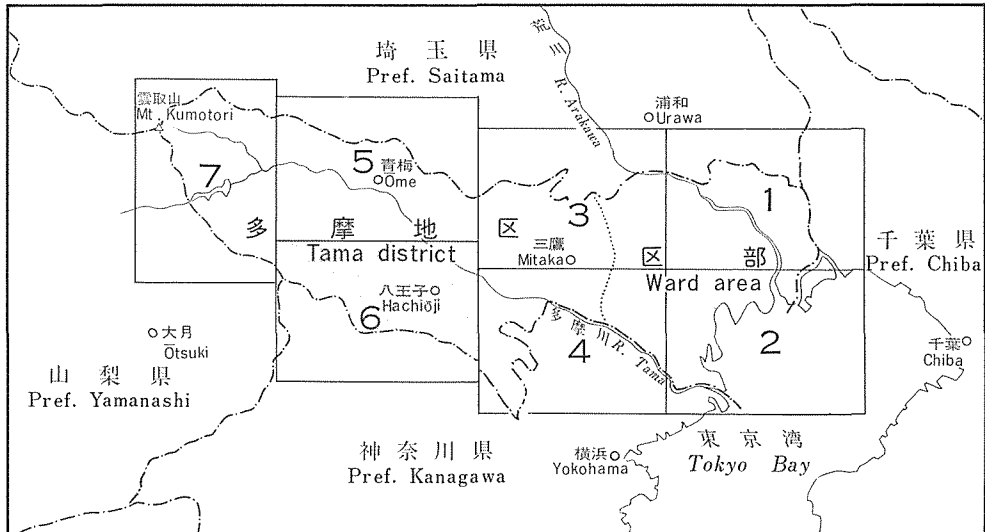 埼玉県
Pref. Saitama
荒川
R. Arakawa
浦和
Urawa
雲取山
Mt. Kumotori
7
5
青梅
Ōme
3
1
多摩地区
Tama district
三鷹
Mitaka
区部
Ward area
千葉県
Pref. Chiba
八王子
Hachiōji
6
4
多摩川
R. Tama
2
千葉
Chiba
大月
Ōtsuki
山梨県
Pref. Yamanashi
神奈川県
Pref. Kanagawa
横浜
Yokohama
東京湾
Tokyo Bay